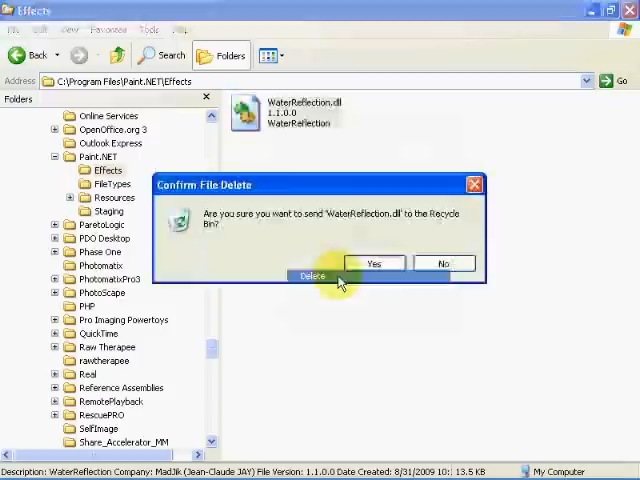 Effects
File Edit View Favorites Tools Help
Back Search Folders
Address C:\Program Files\Paint.NET\Effects Go
Folders
Online Services
OpenOffice.org 3
Outlook Express
Paint.NET
Effects
FileTypes
Resources
Staging
ParetoLogic
PDO Desktop
Phase One
Photomatix
PhotomatixPro3
PhotoScape
PHP
Pro Imaging Powertoys
QuickTime
Raw Therapee
rawtherapee
Real
Reference Assemblies
RemotePlayback
RescuePRO
SelfImage
Share_Accelerator_MM
WaterReflection.dll
1.1.0.0
WaterReflection
Confirm File Delete
Are you sure you want to send 'WaterReflection.dll' to the Recycle
Bin?
Yes No
Delete
Description: WaterReflection Company: MadJik (Jean-Claude JAY) File Version: 1.1.0.0 Date Created: 8/31/2009 10: 13.5 KB My Computer